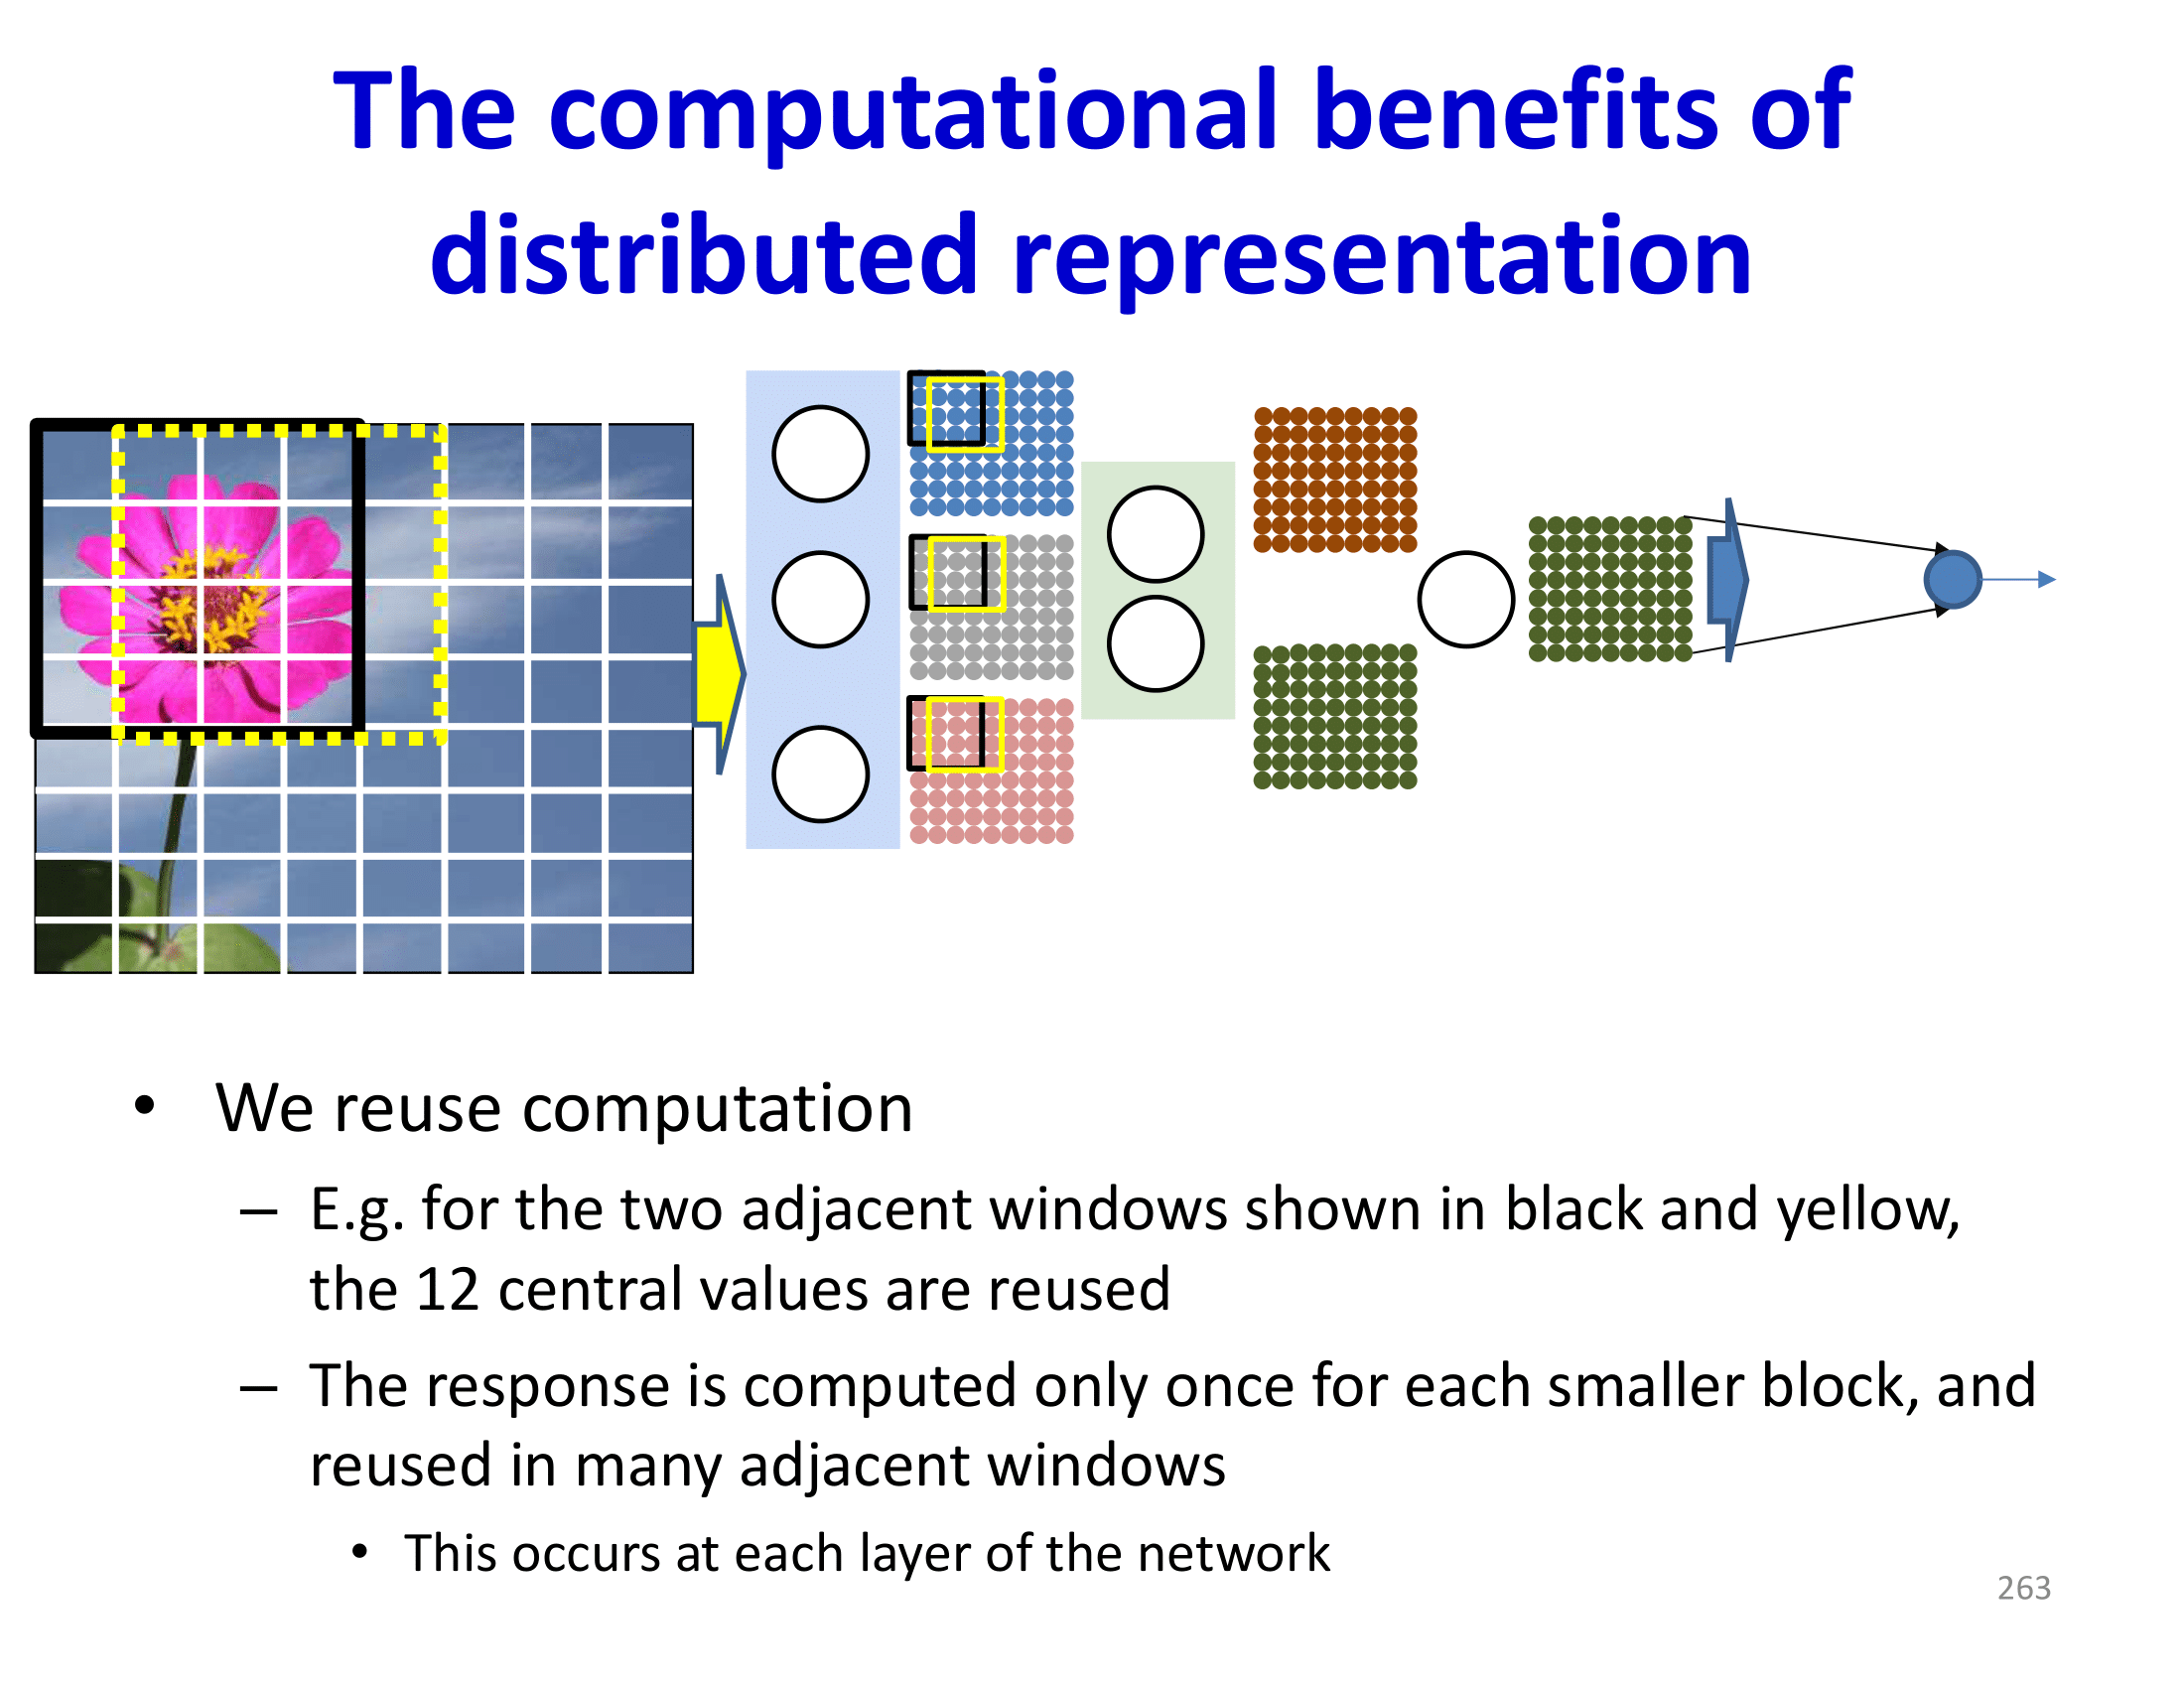 The computational benefits of
distributed representation
• We reuse computation
– E.g. for the two adjacent windows shown in black and yellow,
the 12 central values are reused
– The response is computed only once for each smaller block, and
reused in many adjacent windows
• This occurs at each layer of the network
263